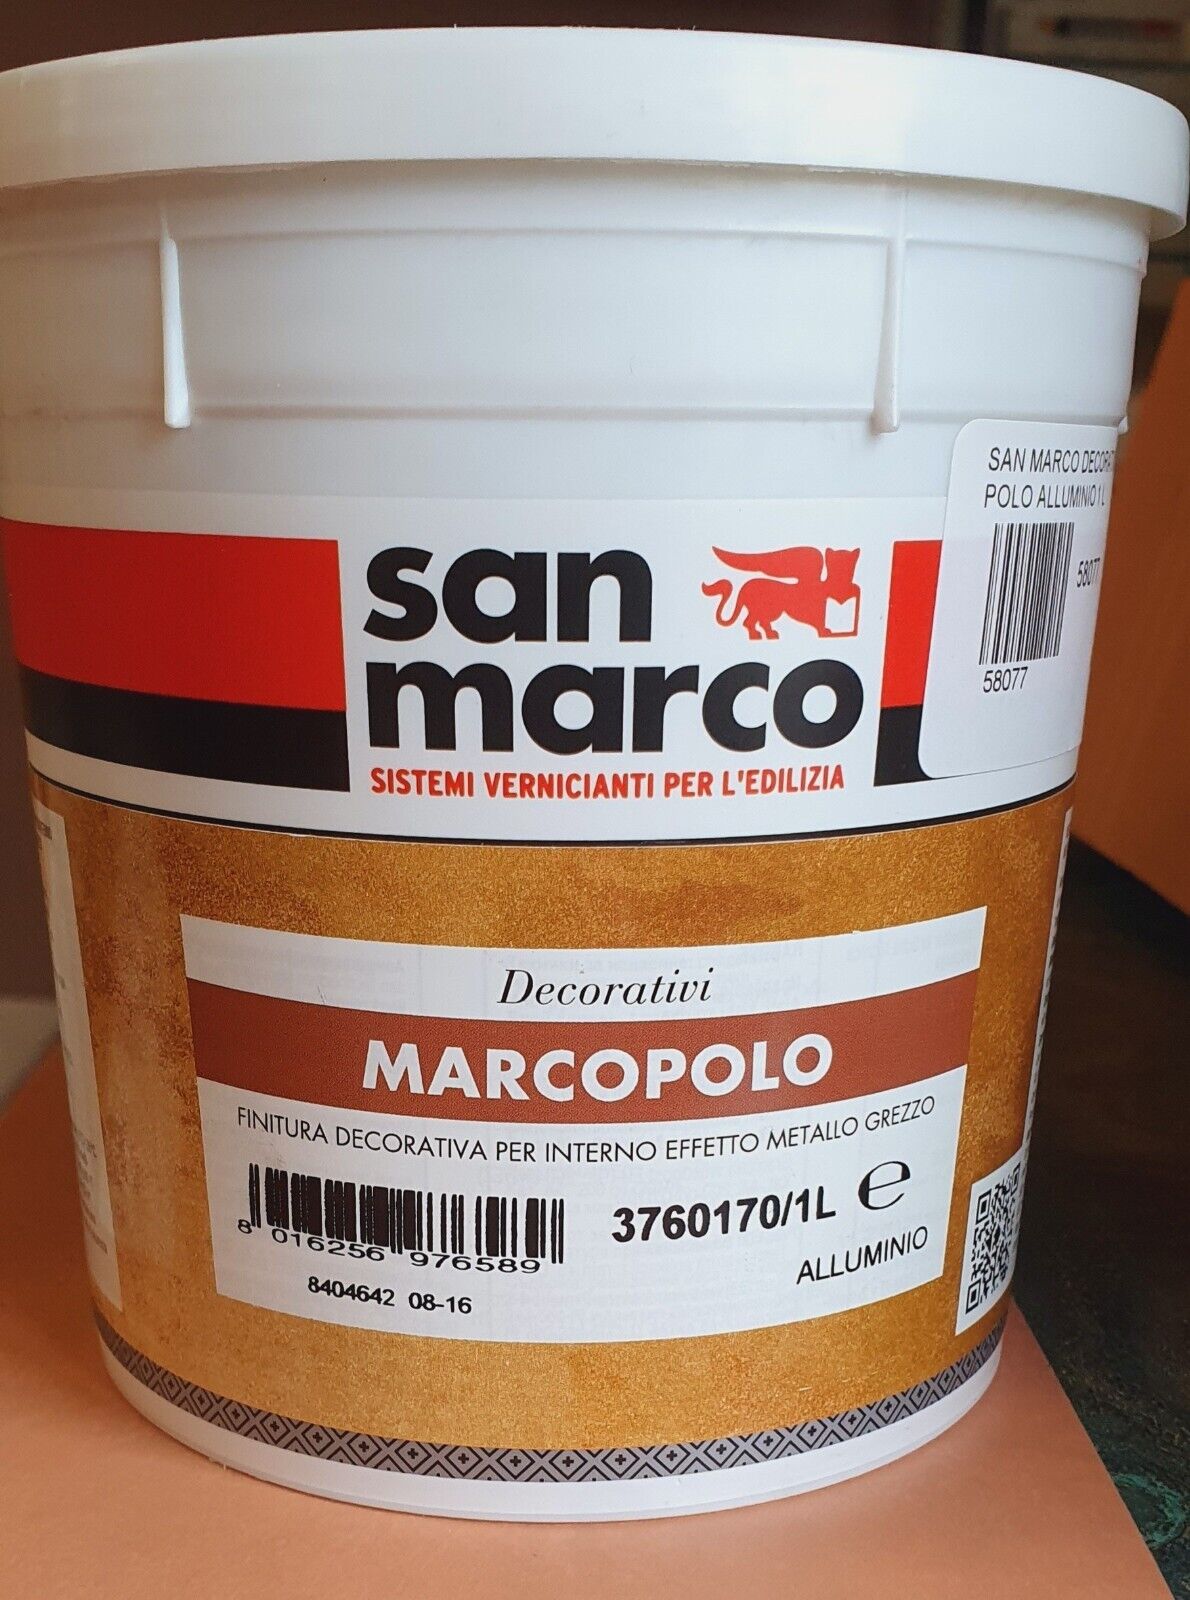 SAN MARCO
POLO ALLUMINIO 1 L
58077
58077
san
marco
SISTEMI VERNICIANTI PER L'EDILIZIA
Decorativi
MARCOPOLO
FINITURA DECORATIVA PER INTERNO EFFETTO METALLO GREZZO
8 016256 976589
3760170/1L e
ALLUMINIO
8404642 08-16